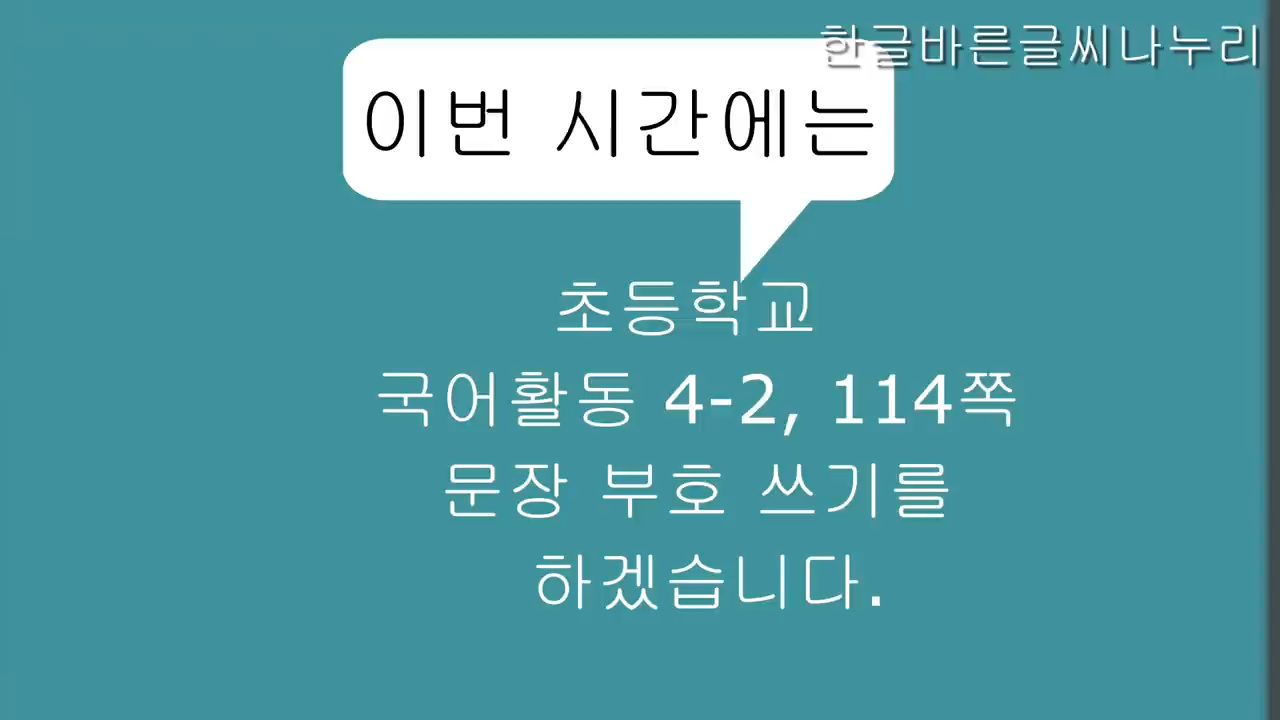 한글바른글씨나누리
이번 시간에는
초등학교
국어활동 4-2, 114쪽
문장 부호 쓰기를
하겠습니다.